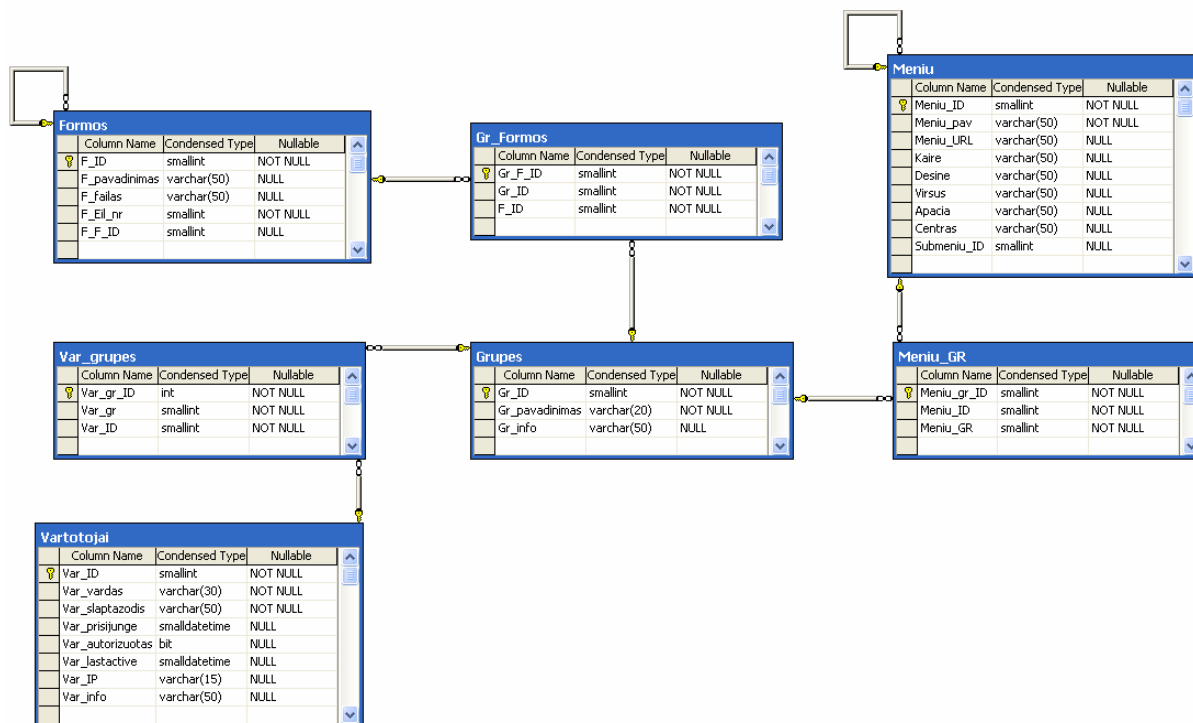 Formos
Column Name Condensed Type Nullable
F_ID smallint NOT NULL
F_pavadinimas varchar(50) NULL
F_failas varchar(50) NULL
F_Eil_nr smallint NOT NULL
F_F_ID smallint NULL
Gr_Formos
Column Name Condensed Type Nullable
Gr_F_ID smallint NOT NULL
Gr_ID smallint NOT NULL
F_ID smallint NOT NULL
Meniu
Column Name Condensed Type Nullable
Meniu_ID smallint NOT NULL
Meniu_pav varchar(50) NOT NULL
Meniu_URL varchar(50) NULL
Kaire varchar(50) NULL
Desine varchar(50) NULL
Virsus varchar(50) NULL
Apacia varchar(50) NULL
Centras varchar(50) NULL
Submeniu_ID smallint NULL
Var_grupes
Column Name Condensed Type Nullable
Var_gr_ID int NOT NULL
Var_gr smallint NOT NULL
Var_ID smallint NOT NULL
Grupes
Column Name Condensed Type Nullable
Gr_ID smallint NOT NULL
Gr_pavadinimas varchar(20) NOT NULL
Gr_info varchar(50) NULL
Meniu_GR
Column Name Condensed Type Nullable
Meniu_gr_ID smallint NOT NULL
Meniu_ID smallint NOT NULL
Meniu_GR smallint NOT NULL
Vartotojai
Column Name Condensed Type Nullable
Var_ID smallint NOT NULL
Var_vardas varchar(30) NOT NULL
Var_slaptazodis varchar(50) NOT NULL
Var_prisijunge smalldatetime NULL
Var_autorizuotas bit NULL
Var_lastactive smalldatetime NULL
Var_IP varchar(15) NULL
Var_info varchar(50) NULL